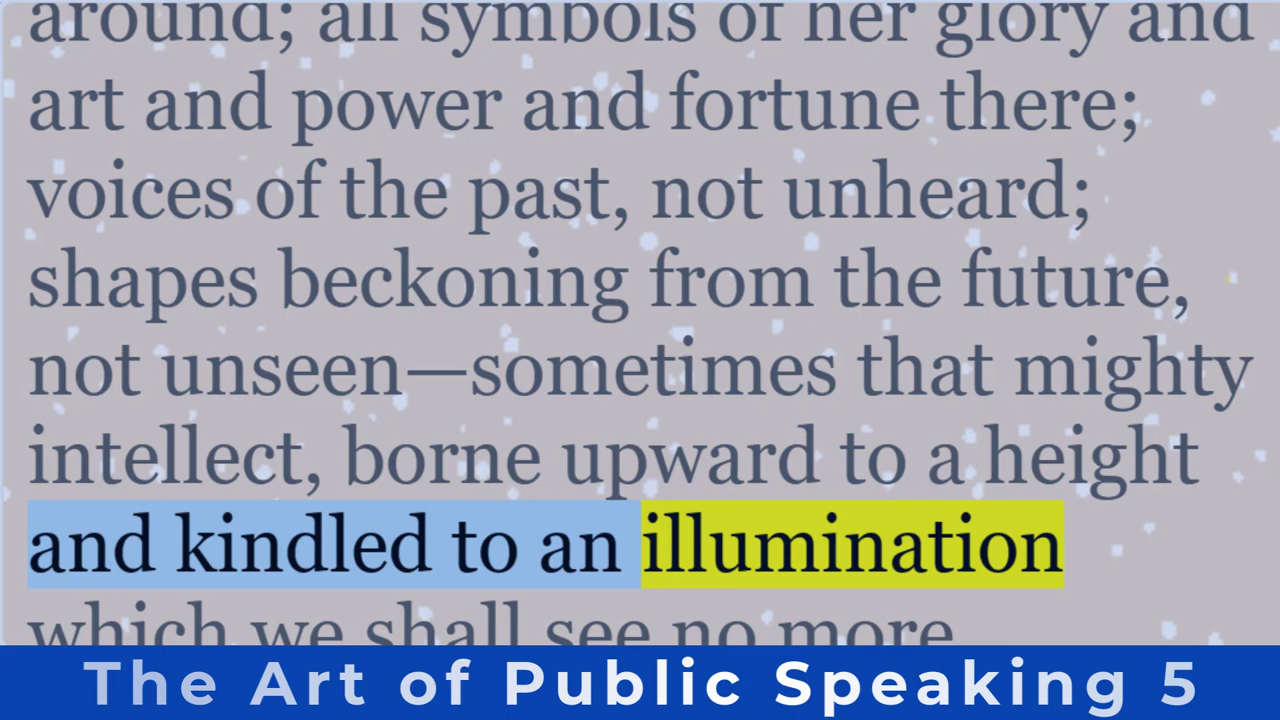 around; all symbols of her glory and
art and power and fortune there;
voices of the past, not unheard;
shapes beckoning from the future,
not unseen—sometimes that mighty
intellect, borne upward to a height
and kindled to an illumination
which we shall see no more
The Art of Public Speaking 5